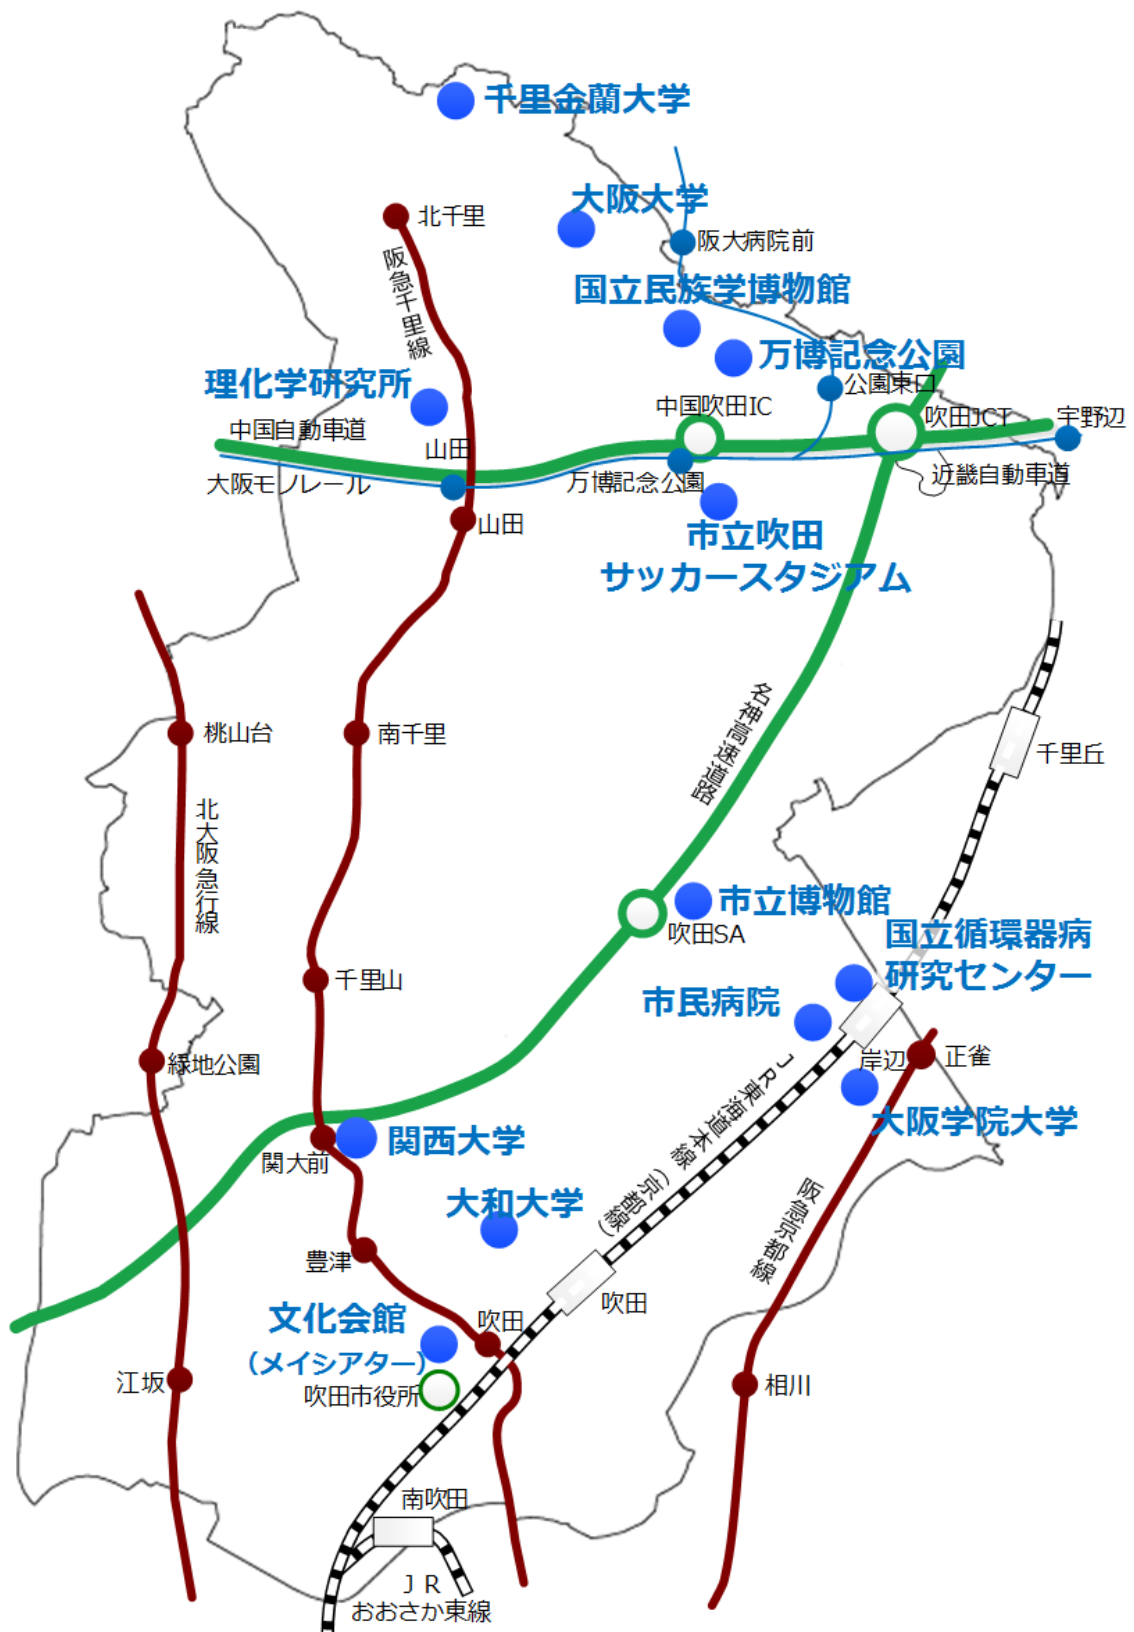 千里金蘭大学
大阪大学
北千里
阪大病院前
阪急千里線
国立民族学博物館
万博記念公園
理化学研究所
公園東口
中国吹田IC
吹田JCT
宇野辺
中国自動車道
山田
大阪モノレール
万博記念公園
近畿自動車道
山田
市立吹田
サッカースタジアム
名神高速道路
桃山台
南千里
千里丘
北大阪急行線
市立博物館
吹田SA
国立循環器病
研究センター
千里山
市民病院
緑地公園
岸辺
正雀
JR東海道本線（京都線）
大阪学院大学
関西大学
関大前
大和大学
阪急京都線
豊津
吹田
文化会館
（メイシアター）
吹田
江坂
吹田市役所
相川
南吹田
JR
おおさか東線